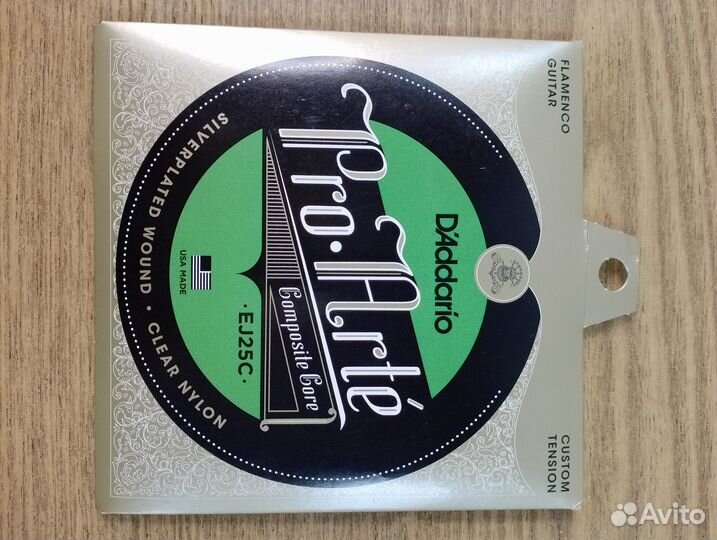 FLAMENCO
GUITAR
CUSTOM
TENSION
D'Addario
Pro·Arté
Composite Core
USA MADE
·EJ25C·
SILVERPLATED WOUND · CLEAR NYLON
Avito